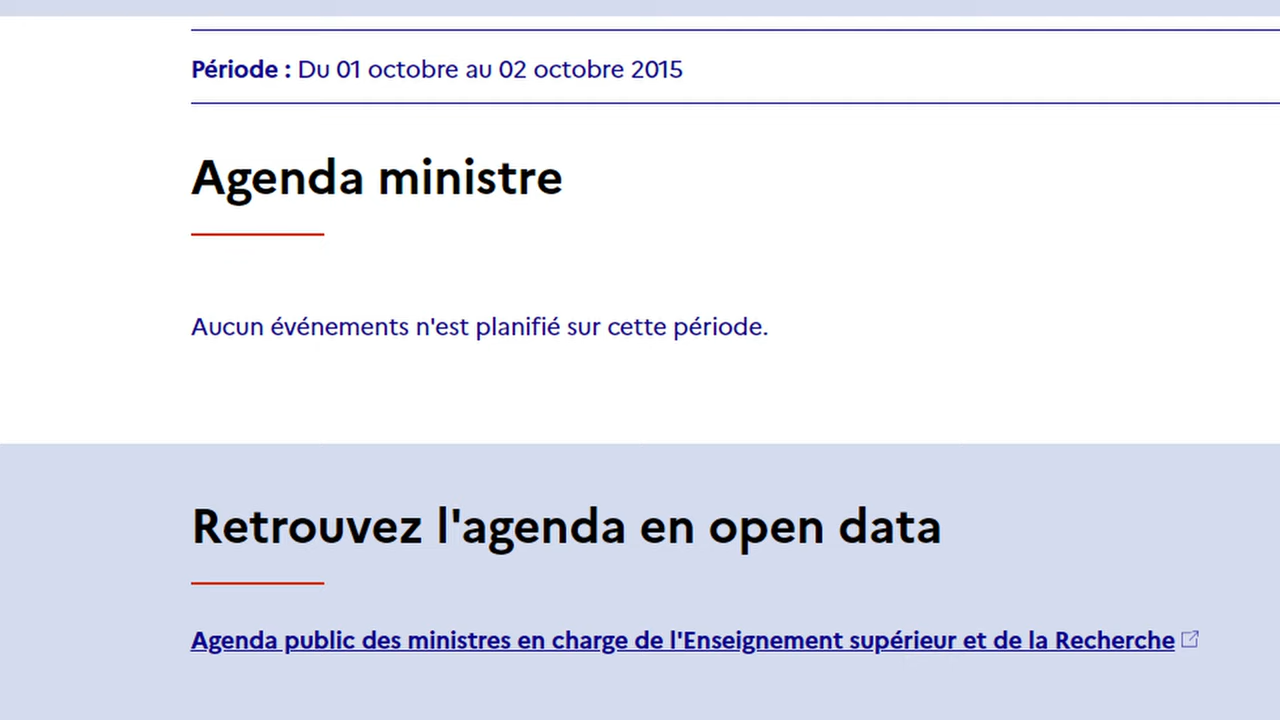 Période : Du 01 octobre au 02 octobre 2015
Agenda ministre
Aucun événements n'est planifié sur cette période.
Retrouvez l'agenda en open data
Agenda public des ministres en charge de l'Enseignement supérieur et de la Recherche